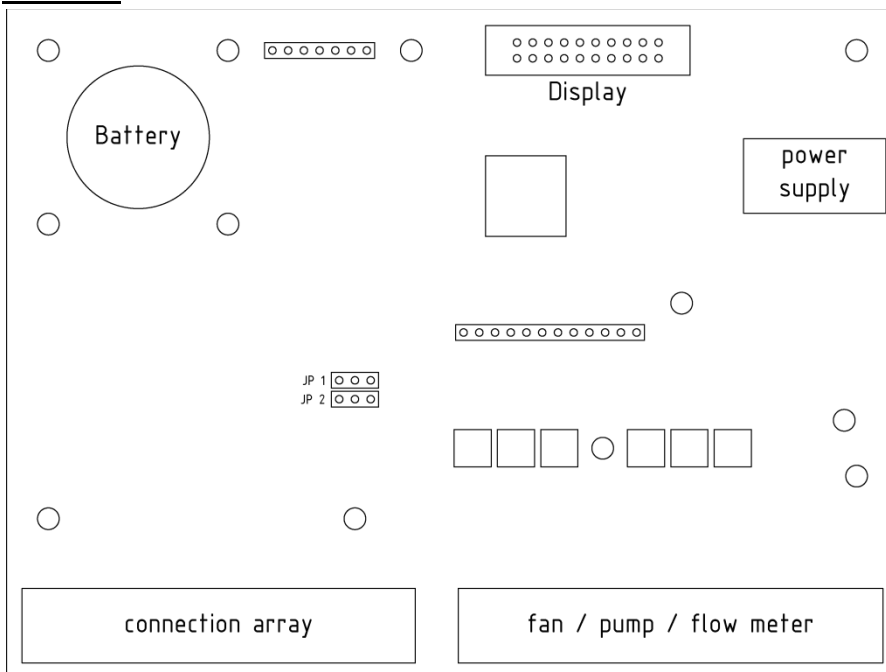 Display
Battery
power
supply
JP 1
JP 2
connection array
fan / pump / flow meter